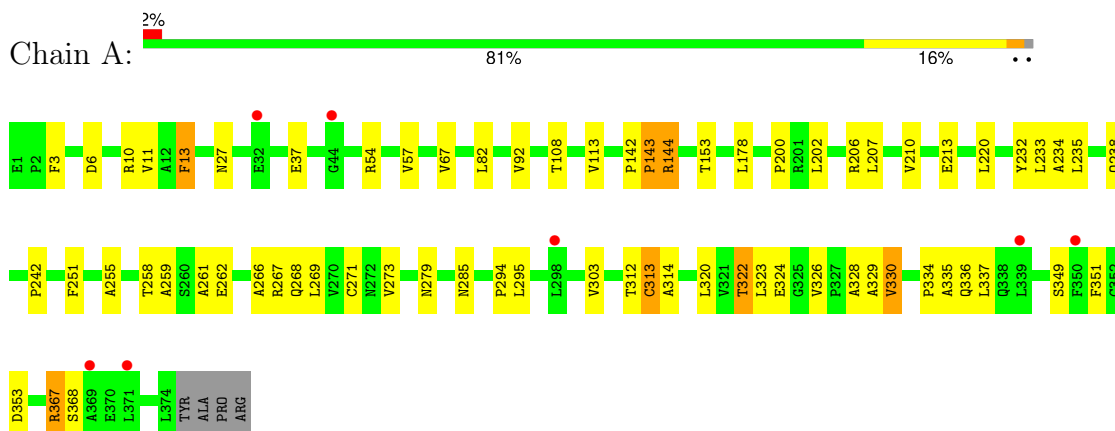 2%
Chain A:
81% 16% • •
E1 P2 F3 D6 R10 V11 A12 F13 N27 E32 E37 G44 R54 V57 V67 L82 V92 T108 V113 P142 P143 R144 T153 L178 P200 R201 L202 R206 L207 V210 E213 L220 Y232 L233 A234 L235
P242 F251 A255 T258 A259 S260 A261 E262 A266 R267 Q268 L269 V270 C271 N272 V273 N279 N285 P294 L295 L298 V303 T312 C313 A314 L320 V321 T322 L323 E324 G325 V326 P327 A328 A329 V330 P334 A335 Q336 L337 Q338 L339 S349 F350 F351
D353 R367 S368 A369 E370 L371 L374 TYR ALA PRO ARG